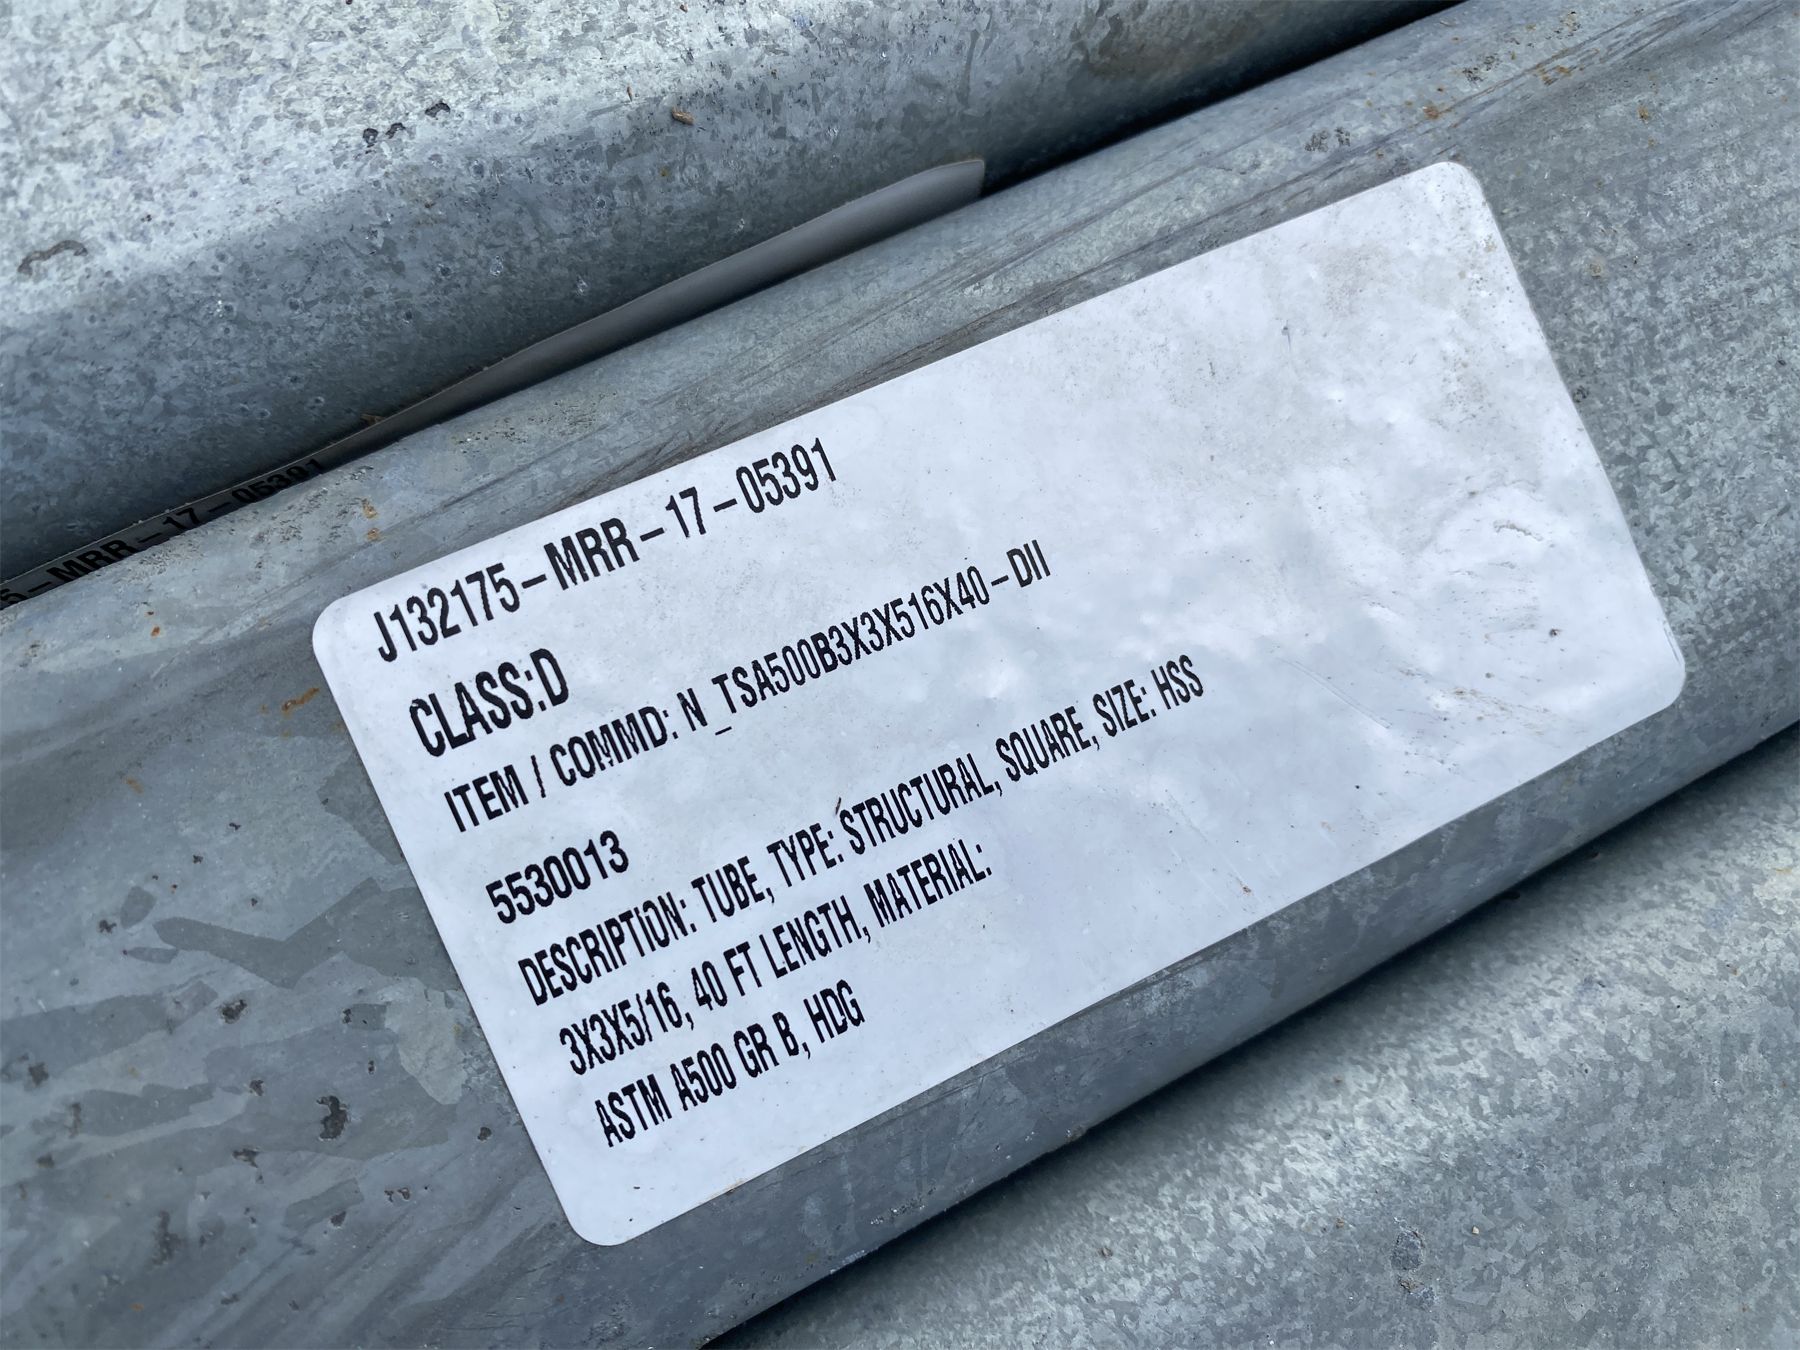 J132175-MRR-17-05391
CLASS:D
ITEM / COMMD: N_TSA500B3X3X516X40-DII
5530013
DESCRIPTION: TUBE, TYPE: STRUCTURAL, SQUARE, SIZE: HSS
3X3X5/16, 40 FT LENGTH, MATERIAL:
ASTM A500 GR B, HDG
5-MRR-17-05391